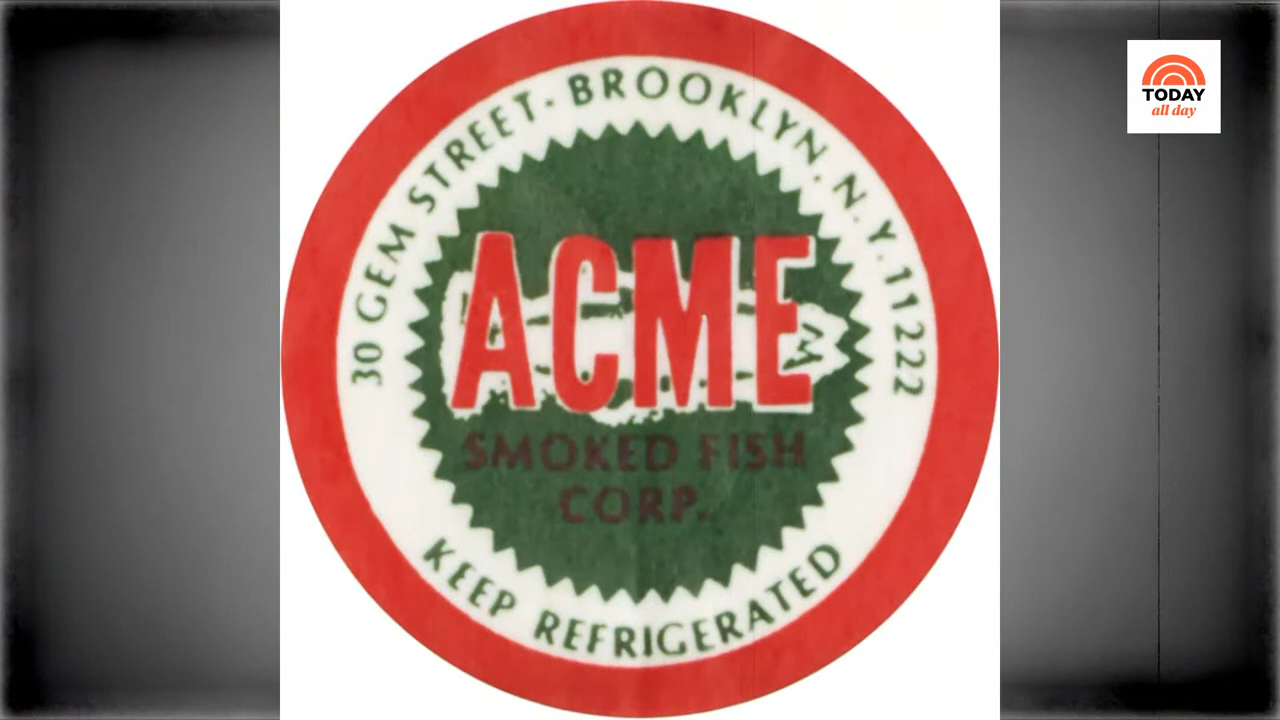 30 GEM STREET. BROOKLYN. N.Y. 11222
ACME
SMOKED FISH
CORP.
KEEP REFRIGERATED
TODAY
all day